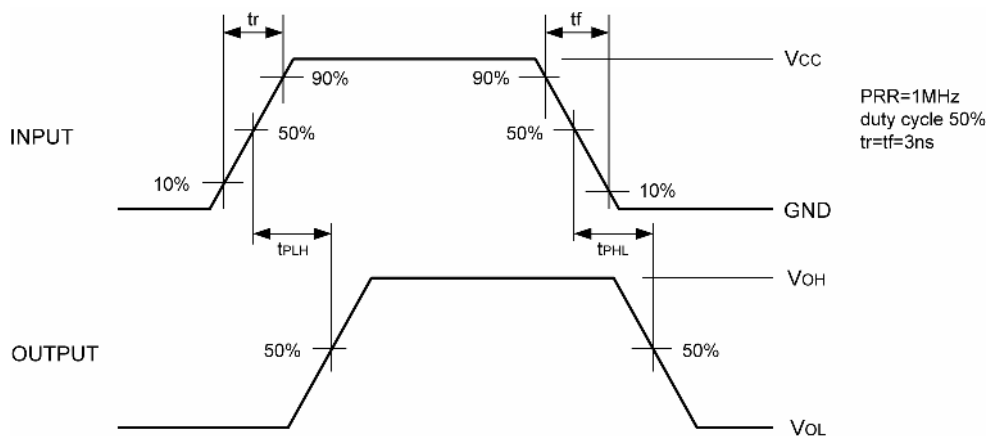 tr
tf
VCC
90%
90%
PRR=1MHz
duty cycle 50%
tr=tf=3ns
INPUT
50%
50%
10%
10%
GND
tPLH
tPHL
VOH
OUTPUT
50%
50%
VOL